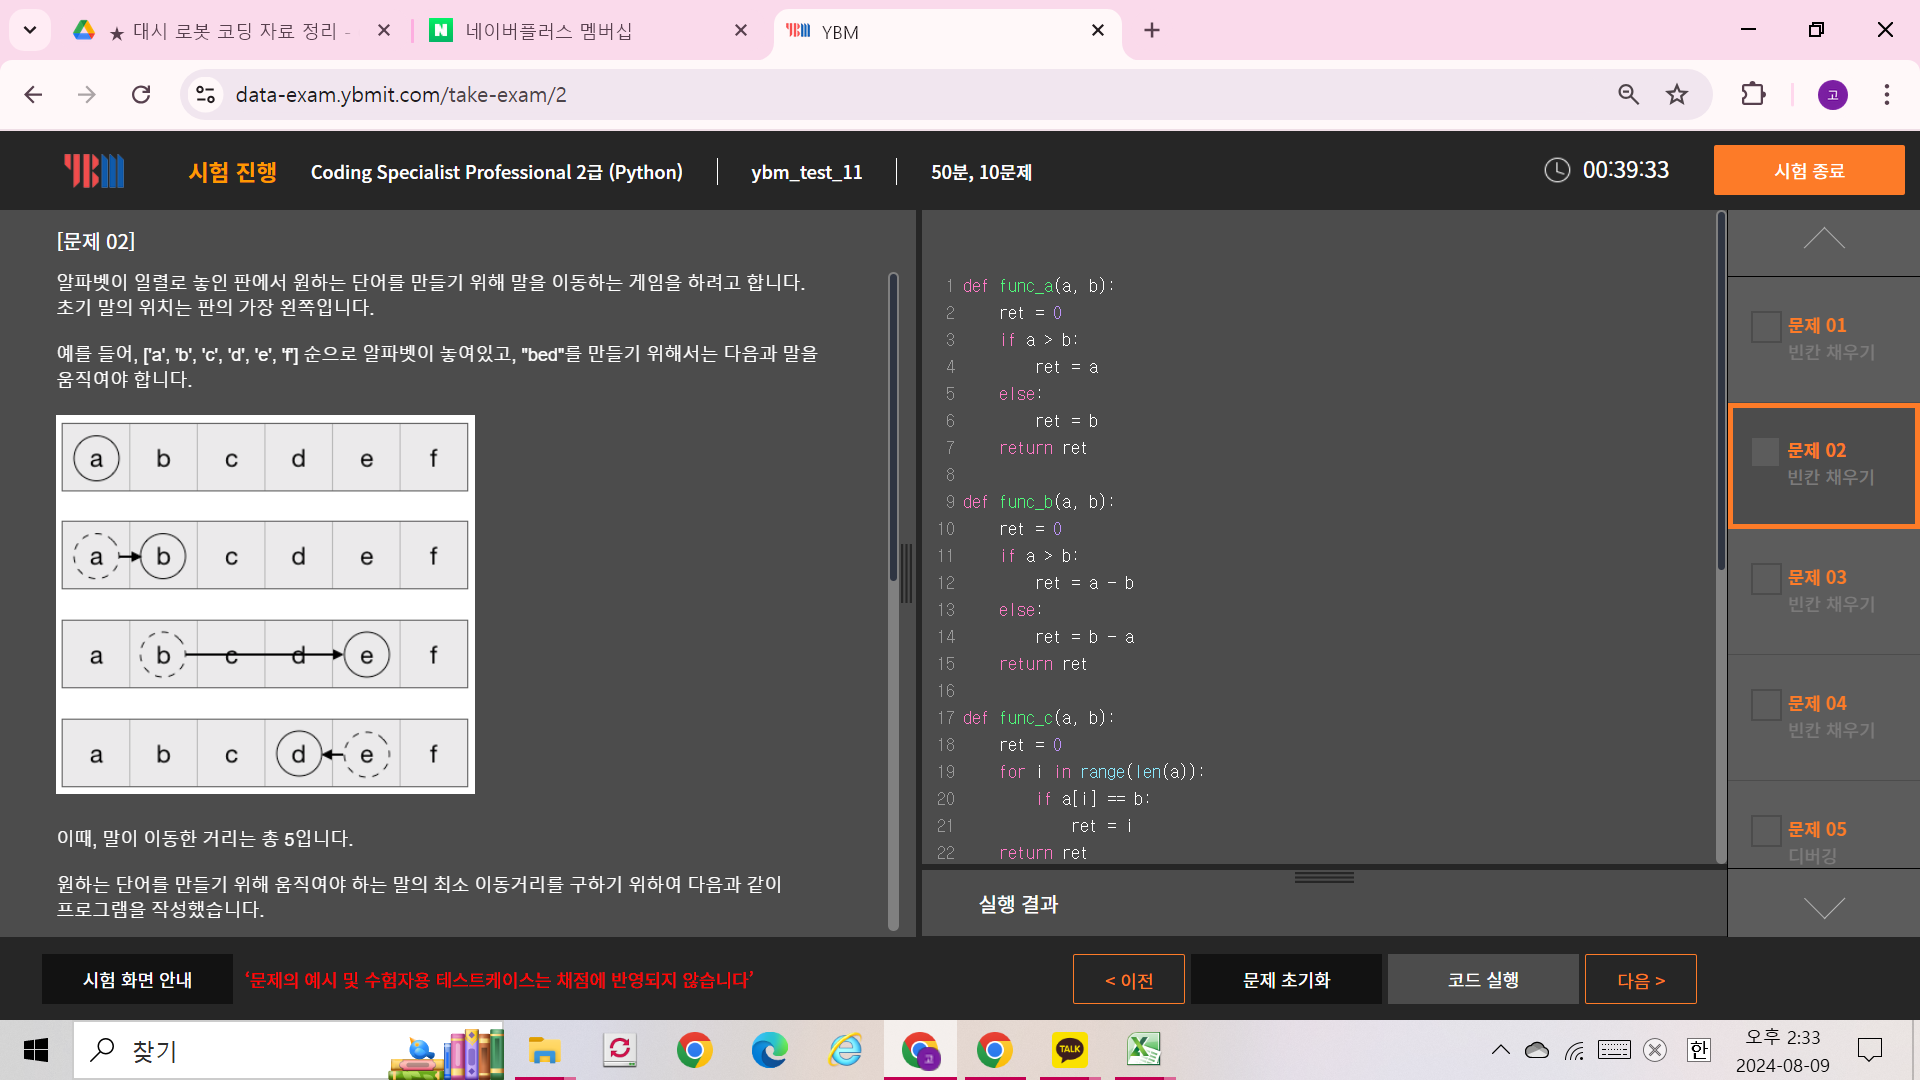 ★ 대시 로봇 코딩 자료 정리 -
네이버플러스 멤버십
YBM
data-exam.ybmit.com/take-exam/2
고
YBM
시험 진행
Coding Specialist Professional 2급 (Python)
ybm_test_11
50분, 10문제
00:39:33
시험 종료
[문제 02]
알파벳이 일렬로 놓인 판에서 원하는 단어를 만들기 위해 말을 이동하는 게임을 하려고 합니다.
초기 말의 위치는 판의 가장 왼쪽입니다.
예를 들어, ['a', 'b', 'c', 'd', 'e', 'f'] 순으로 알파벳이 놓여있고, "bed"를 만들기 위해서는 다음과 말을
움직여야 합니다.
a b c d e f
a b c d e f
a b c d e f
a b c d e f
이때, 말이 이동한 거리는 총 5입니다.
원하는 단어를 만들기 위해 움직여야 하는 말의 최소 이동거리를 구하기 위하여 다음과 같이
프로그램을 작성했습니다.
1 def func_a(a, b):
2     ret = 0
3     if a > b:
4         ret = a
5     else:
6         ret = b
7     return ret
8
9 def func_b(a, b):
10     ret = 0
11     if a > b:
12         ret = a - b
13     else:
14         ret = b - a
15     return ret
16
17 def func_c(a, b):
18     ret = 0
19     for i in range(len(a)):
20         if a[i] == b:
21             ret = i
22     return ret
실행 결과
문제 01
빈칸 채우기
문제 02
빈칸 채우기
문제 03
빈칸 채우기
문제 04
빈칸 채우기
문제 05
디버깅
시험 화면 안내
‘문제의 예시 및 수험자용 테스트케이스는 채점에 반영되지 않습니다’
< 이전
문제 초기화
코드 실행
다음 >
찾기
고
TALK
한
오후 2:33
2024-08-09